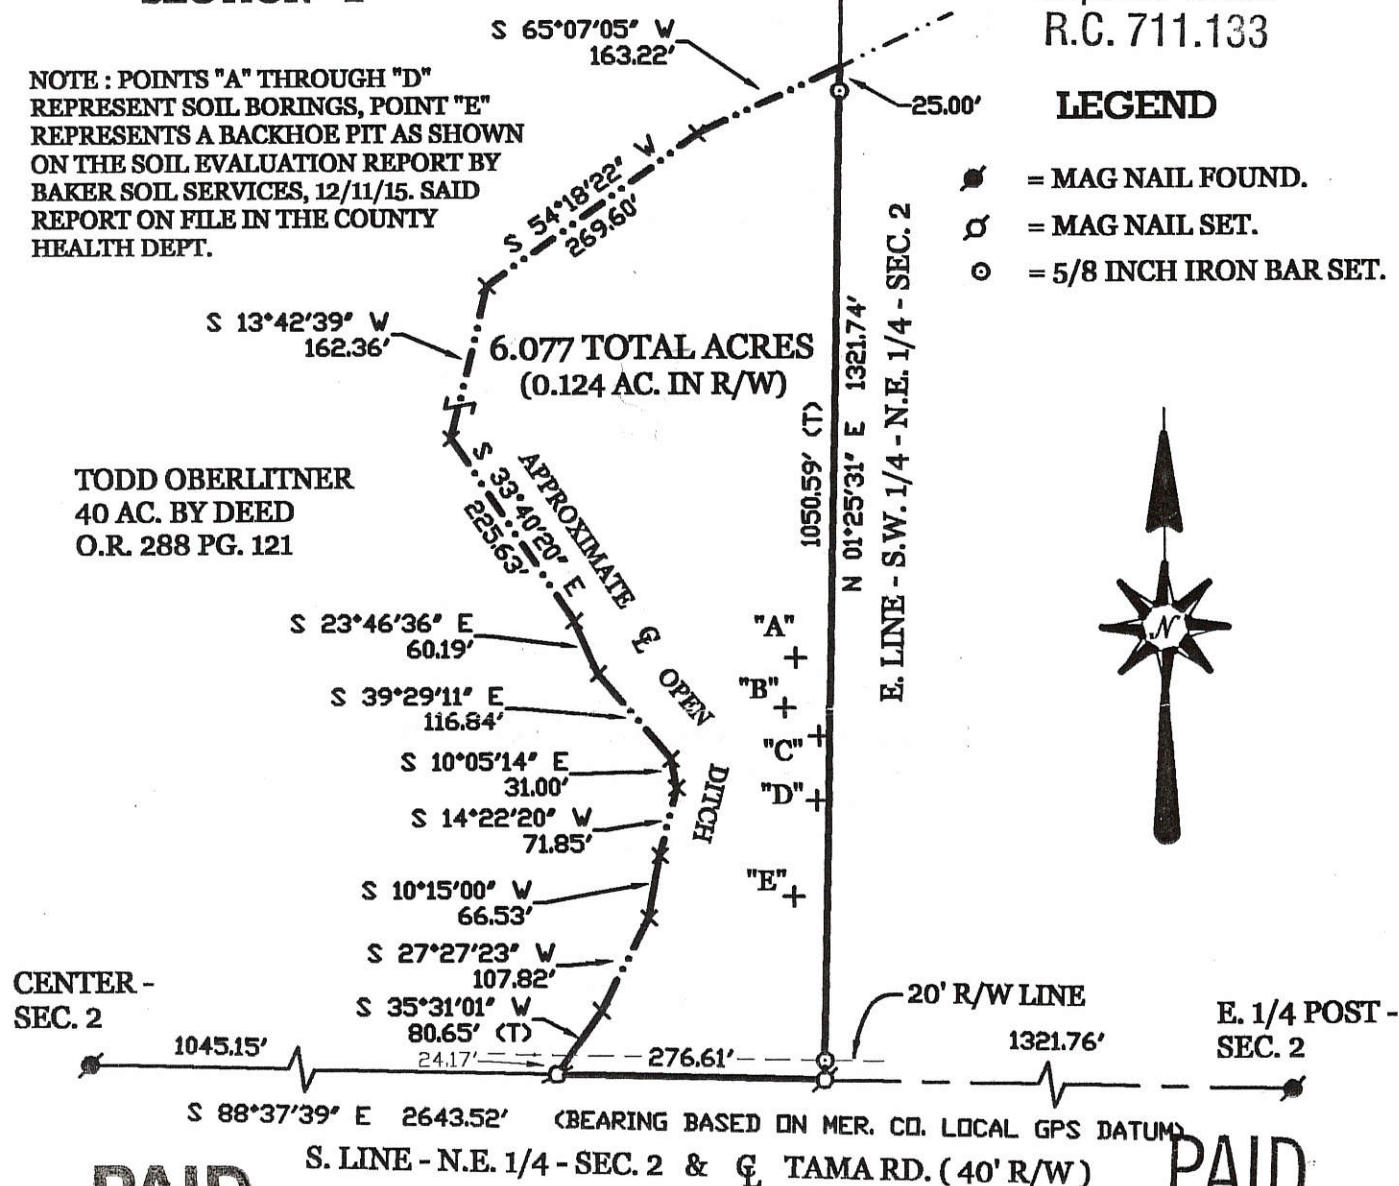 S 65°07'05" W
163.22'
R.C. 711.133
NOTE : POINTS "A" THROUGH "D"
REPRESENT SOIL BORINGS, POINT "E"
REPRESENTS A BACKHOE PIT AS SHOWN
ON THE SOIL EVALUATION REPORT BY
BAKER SOIL SERVICES, 12/11/15. SAID
REPORT ON FILE IN THE COUNTY
HEALTH DEPT.
25.00'
LEGEND
= MAG NAIL FOUND.
= MAG NAIL SET.
= 5/8 INCH IRON BAR SET.
S 54°18'22" W
269.60'
S 13°42'39" W
162.36'
6.077 TOTAL ACRES
(0.124 AC. IN R/W)
1050.59' (T)
N 01°25'31" E 1321.74'
E. LINE - S.W. 1/4 - N.E. 1/4 - SEC. 2
TODD OBERLITNER
40 AC. BY DEED
O.R. 288 PG. 121
S 33°40'20" E
225.63'
APPROXIMATE ℄ OPEN DITCH
N
S 23°46'36" E
60.19'
"A"
"B"
S 39°29'11" E
116.84'
"C"
S 10°05'14" E
31.00'
"D"
S 14°22'20" W
71.85'
S 10°15'00" W
66.53'
"E"
S 27°27'23" W
107.82'
CENTER -
SEC. 2
S 35°31'01" W
80.65' (T)
20' R/W LINE
E. 1/4 POST -
SEC. 2
1045.15'
24.17'
276.61'
1321.76'
S 88°37'39" E 2643.52' (BEARING BASED ON MER. CO. LOCAL GPS DATUM)
S. LINE - N.E. 1/4 - SEC. 2 & ℄ TAMA RD. ( 40' R/W )
PAID
PAID